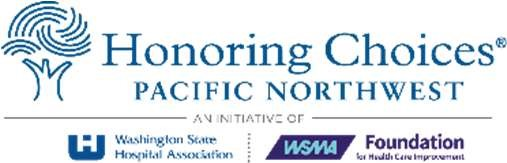 Honoring Choices®
PACIFIC NORTHWEST
AN INITIATIVE OF
Washington State
Hospital Association
WSMA
Foundation
for Health Care Improvement